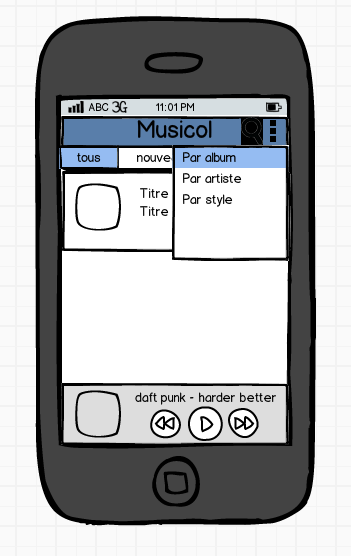 ABC 3G 11:01 PM
Musicol
tous nouve
Par album
Par artiste
Par style
Titre
Titre
daft punk - harder better